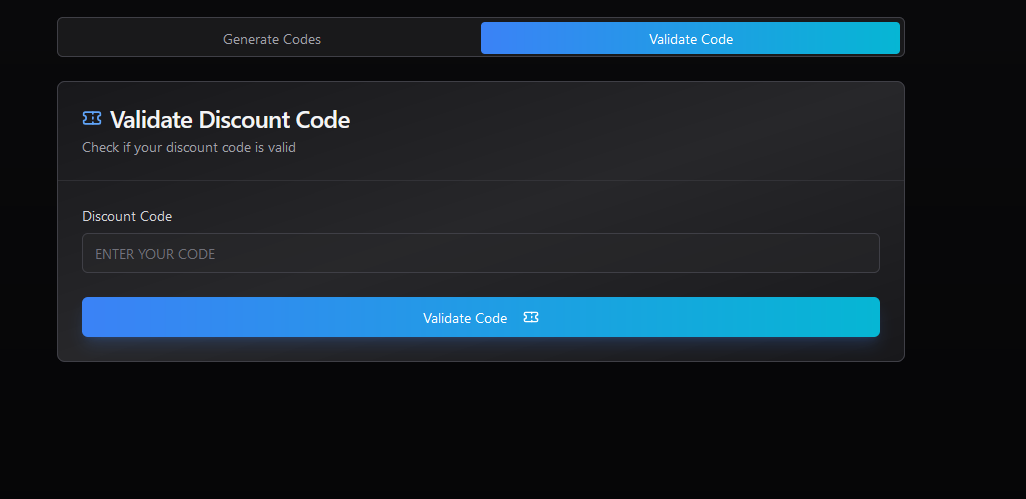 Generate Codes
Validate Code
Validate Discount Code
Check if your discount code is valid
Discount Code
ENTER YOUR CODE
Validate Code